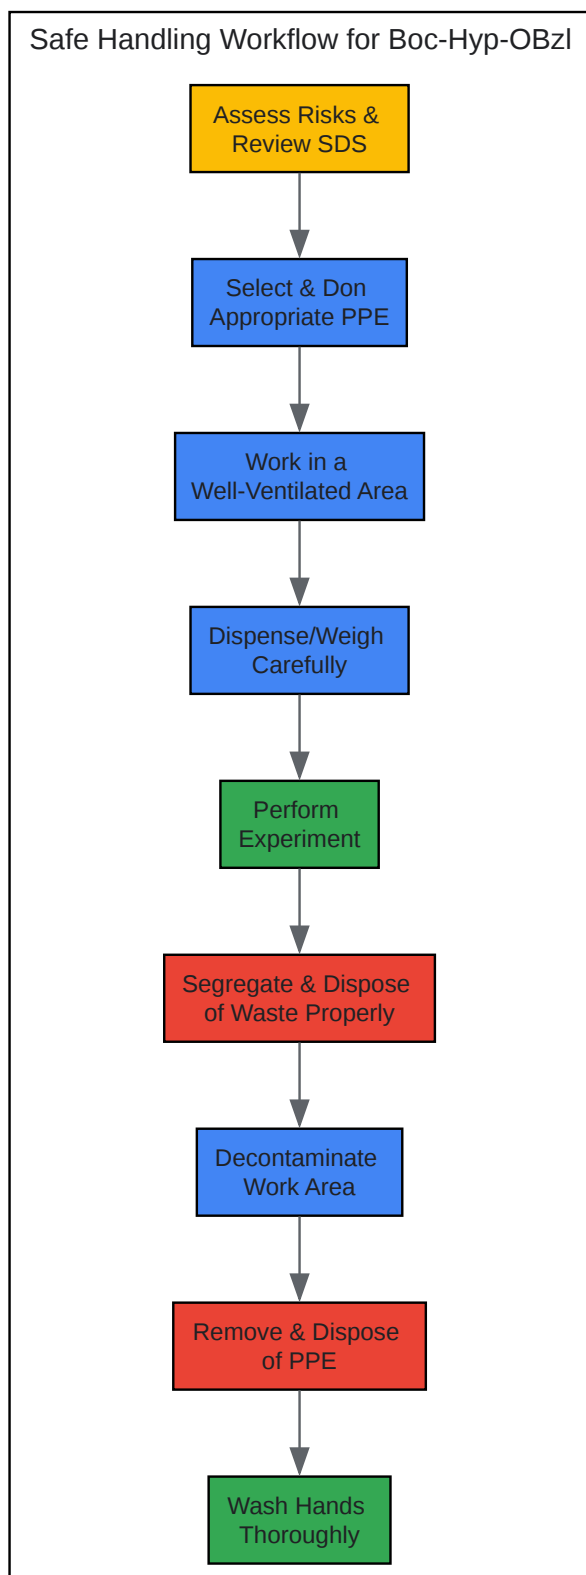 Safe Handling Workflow for Boc-Hyp-OBzl
Assess Risks &
Review SDS
Select & Don
Appropriate PPE
Work in a
Well-Ventilated Area
Dispense/Weigh
Carefully
Perform
Experiment
Segregate & Dispose
of Waste Properly
Decontaminate
Work Area
Remove & Dispose
of PPE
Wash Hands
Thoroughly